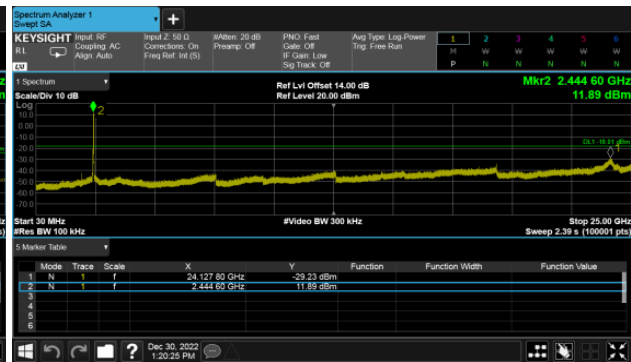 Spectrum Analyzer 1
Swept SA
+
KEYSIGHT Input: RF Input Z: 50 Ω #Atten: 20 dB PNO: Fast Avg Type: Log-Power 1 2 3 4 5 6
RL Coupling: AC Corrections: On Preamp: Off Gate: Off Trig: Free Run M W W W W W
Align: Auto Freq Ref: Int (S) IF Gain: Low P N N N N N
LXI Sig Track: Off
1 Spectrum Ref Lvl Offset 14.00 dB Mkr2 2.444 60 GHz
Scale/Div 10 dB Ref Level 20.00 dBm 11.89 dBm
Log
10.0
0.00
-10.0
-20.0
-30.0
-40.0
-50.0
-60.0
-70.0
2
DL1 -18.01 dBm
1
Start 30 MHz #Video BW 300 kHz Stop 25.00 GHz
#Res BW 100 kHz Sweep 2.39 s (100001 pts)
5 Marker Table
Mode Trace Scale X Y Function Function Width Function Value
1 N 1 f 24.127 80 GHz -29.23 dBm
2 N 1 f 2.444 60 GHz 11.89 dBm
3
4
5
6
? Dec 30, 2022
1:20:25 PM